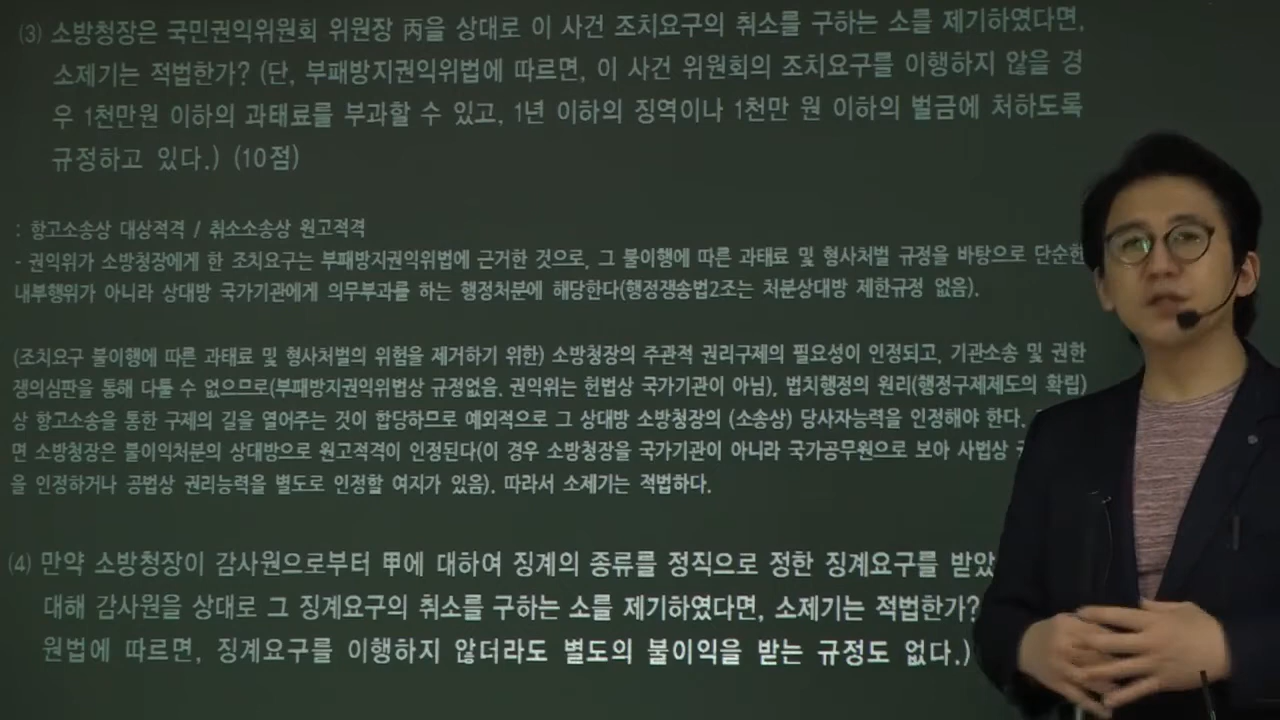 (3) 소방청장은 국민권익위원회 위원장 丙을 상대로 이 사건 조치요구의 취소를 구하는 소를 제기하였다면,
소제기는 적법한가? (단, 부패방지권익위법에 따르면, 이 사건 위원회의 조치요구를 이행하지 않을 경
우 1천만원 이하의 과태료를 부과할 수 있고, 1년 이하의 징역이나 1천만 원 이하의 벌금에 처하도록
규정하고 있다.) (10점)
: 항고소송상 대상적격 / 취소소송상 원고적격
- 권익위가 소방청장에게 한 조치요구는 부패방지권익위법에 근거한 것으로, 그 불이행에 따른 과태료 및 형사처벌 규정을 바탕으로 단순한
내부행위가 아니라 상대방 국가기관에게 의무부과를 하는 행정처분에 해당한다(행정쟁송법2조는 처분상대방 제한규정 없음).
(조치요구 불이행에 따른 과태료 및 형사처벌의 위험을 제거하기 위한) 소방청장의 주관적 권리구제의 필요성이 인정되고, 기관소송 및 권한
쟁의심판을 통해 다툴 수 없으므로(부패방지권익위법상 규정없음. 권익위는 헌법상 국가기관이 아님), 법치행정의 원리(행정구제제도의 확립)
상 항고소송을 통한 구제의 길을 열어주는 것이 합당하므로 예외적으로 그 상대방 소방청장의 (소송상) 당사자능력을 인정해야 한다.
면 소방청장은 불이익처분의 상대방으로 원고적격이 인정된다(이 경우 소방청장을 국가기관이 아니라 국가공무원으로 보아 사법상
을 인정하거나 공법상 권리능력을 별도로 인정할 여지가 있음). 따라서 소제기는 적법하다.
(4) 만약 소방청장이 감사원으로부터 甲에 대하여 징계의 종류를 정직으로 정한 징계요구를 받았
대해 감사원을 상대로 그 징계요구의 취소를 구하는 소를 제기하였다면, 소제기는 적법한가?
원법에 따르면, 징계요구를 이행하지 않더라도 별도의 불이익을 받는 규정도 없다.)